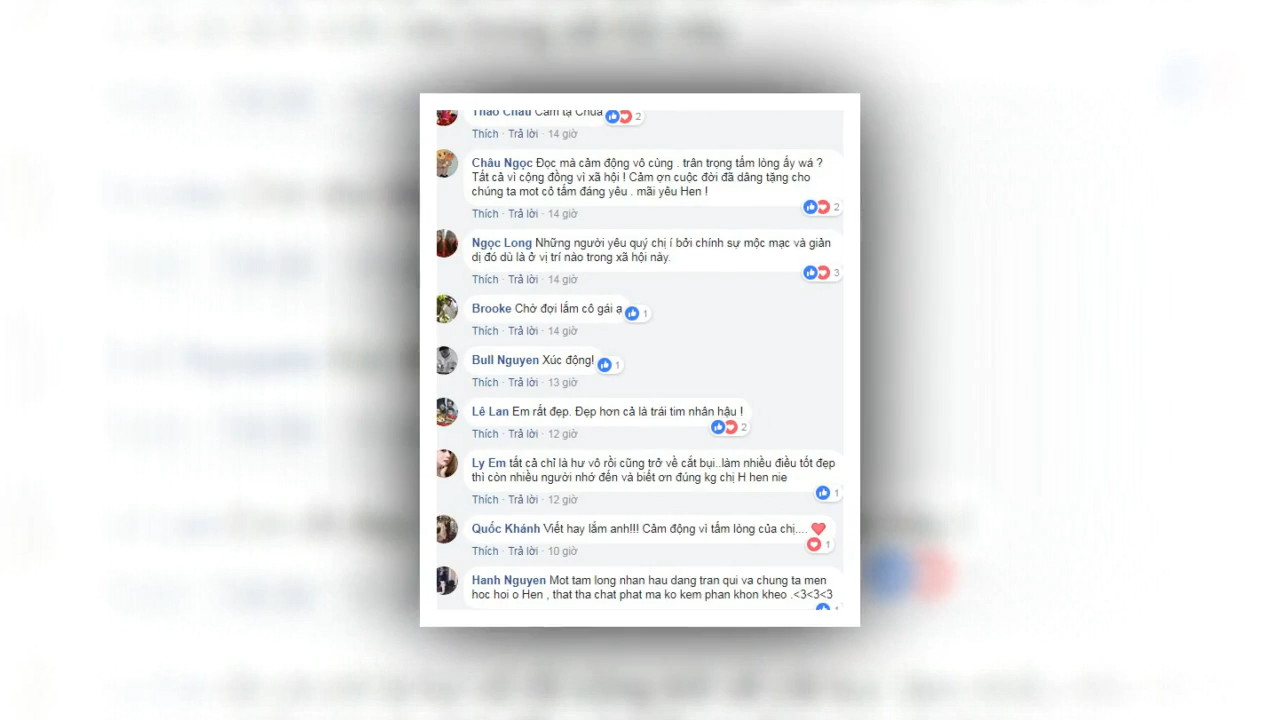 Thảo Châu Cảm tạ Chúa 2
Thích · Trả lời · 14 giờ
Châu Ngọc Đọc mà cảm động vô cùng . trân trọng tấm lòng ấy wá ?
Tất cả vì cộng đồng vì xã hội ! Cảm ợn cuộc đời đã dâng tặng cho
chúng ta mọt cô tấm đáng yêu . mãi yêu Hen !
2
Thích · Trả lời · 14 giờ
Ngọc Long Những người yêu quý chị í bởi chính sự mộc mạc và giản
dị đó dù là ở vị trí nào trong xã hội này.
3
Thích · Trả lời · 14 giờ
Brooke Chờ đợi lắm cô gái ạ 1
Thích · Trả lời · 14 giờ
Bull Nguyen Xúc động! 1
Thích · Trả lời · 13 giờ
Lê Lan Em rất đẹp. Đẹp hơn cả là trái tim nhân hậu !
2
Thích · Trả lời · 12 giờ
Ly Em tất cả chỉ là hư vô rồi cũng trở về cắt bụi..làm nhiều điều tốt đẹp
thì còn nhiều người nhớ đến và biết ơn đúng kg chị H hen nie
1
Thích · Trả lời · 12 giờ
Quốc Khánh Viết hay lắm anh!!! Cảm động vì tấm lòng của chị.... ❤
1
Thích · Trả lời · 10 giờ
Hanh Nguyen Mot tam long nhan hau dang tran qui va chung ta men
hoc hoi o Hen , that tha chat phat ma ko kem phan khon kheo .<3<3<3